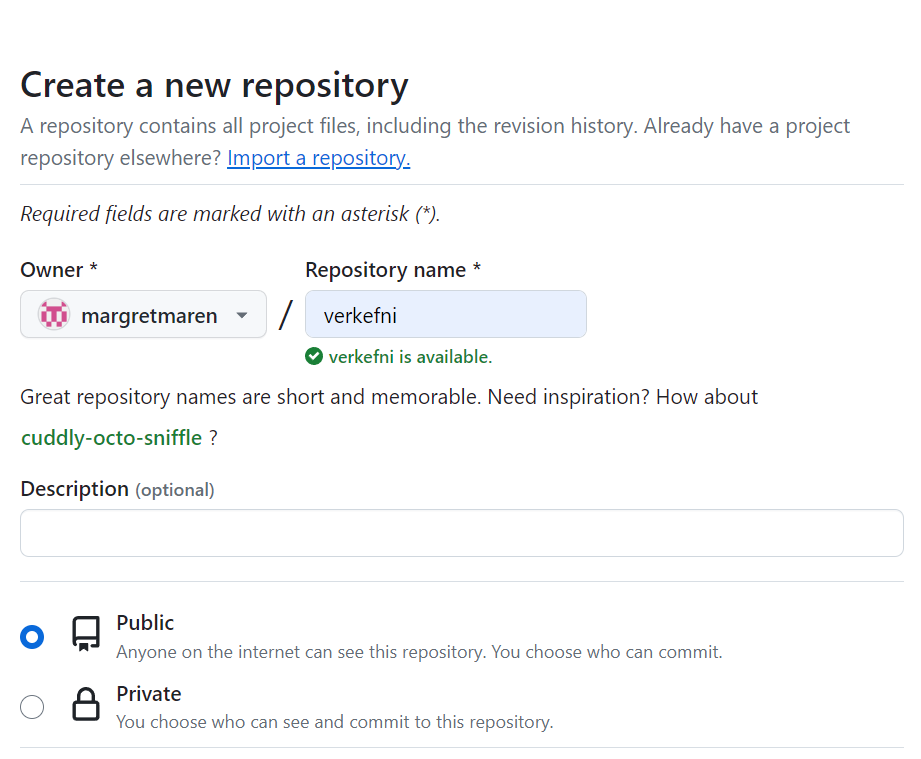 Create a new repository
A repository contains all project files, including the revision history. Already have a project
repository elsewhere? Import a repository.
Required fields are marked with an asterisk (*).
Owner * Repository name *
margretmaren / verkefni
verkefni is available.
Great repository names are short and memorable. Need inspiration? How about
cuddly-octo-sniffle ?
Description (optional)
Public
Anyone on the internet can see this repository. You choose who can commit.
Private
You choose who can see and commit to this repository.